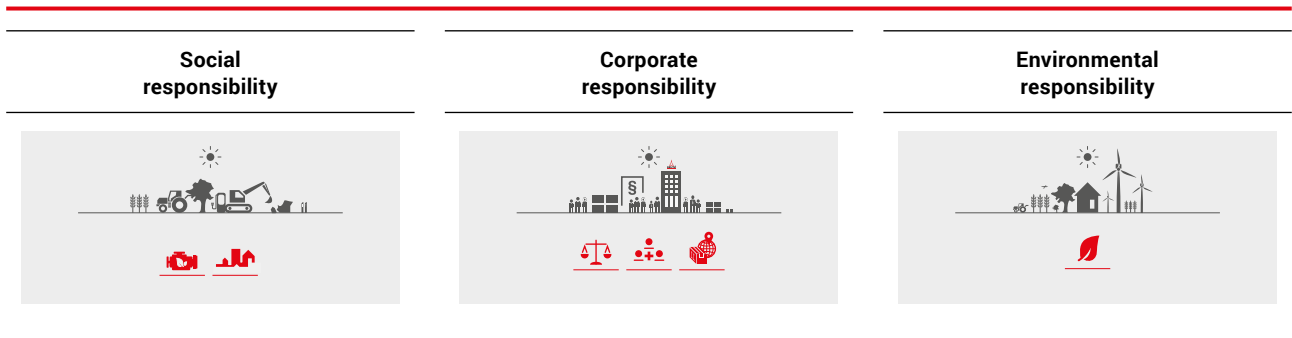 Social
responsibility
Corporate
responsibility
Environmental
responsibility
§